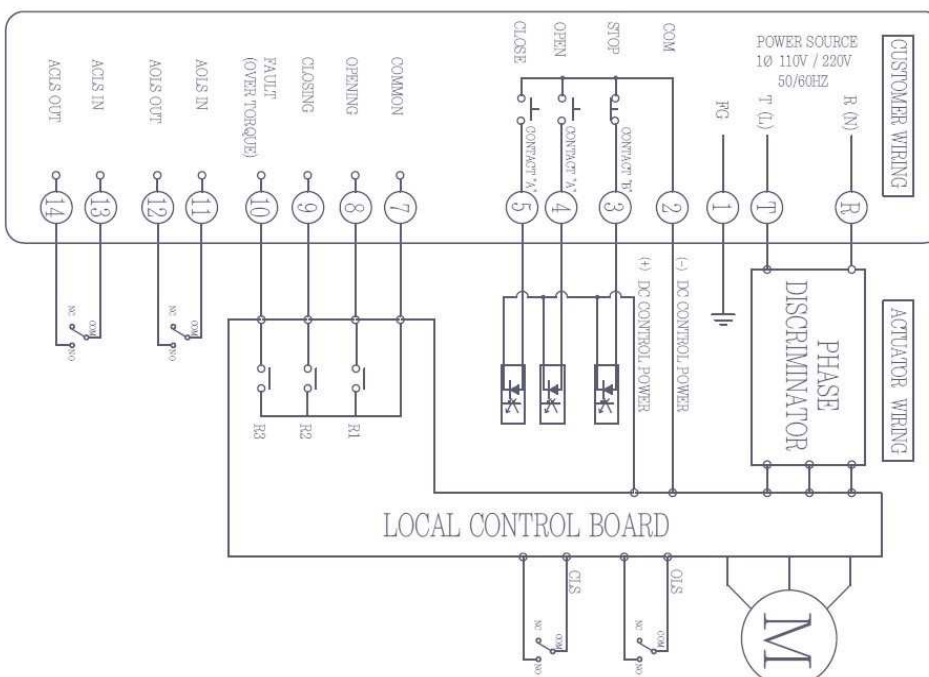 CUSTOMER WIRING
POWER SOURCE
1Ø 110V / 220V
50/60HZ
R (N)
T (L)
FG
COM
STOP
OPEN
CLOSE
CONTACT "B"
CONTACT "A"
CONTACT "A"
COMMON
OPENING
CLOSING
FAULT
(OVER TORQUE)
AOLS IN
AOLS OUT
ACLS IN
ACLS OUT
R
T
1
2
3
4
5
7
8
9
10
11
12
13
14
ACTUATOR WIRING
PHASE
DISCRIMINATOR
(-) DC CONTROL POWER
(+) DC CONTROL POWER
R1
R2
R3
COM
NC
NO
COM
NC
NO
LOCAL CONTROL BOARD
OLS
CLS
COM
NC
NO
COM
NC
NO
M